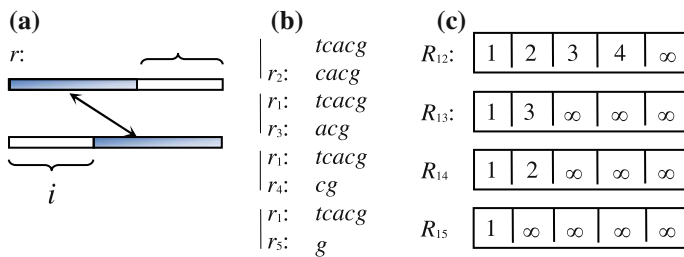 (a)
r:
i
(b)
tcacg
r₂: cacg
r₁: tcacg
r₃: acg
r₁: tcacg
r₄: cg
r₁: tcacg
r₅: g
(c)
R₁₂: 1 2 3 4 ∞
R₁₃: 1 3 ∞ ∞ ∞
R₁₄ 1 2 ∞ ∞ ∞
R₁₅ 1 ∞ ∞ ∞ ∞